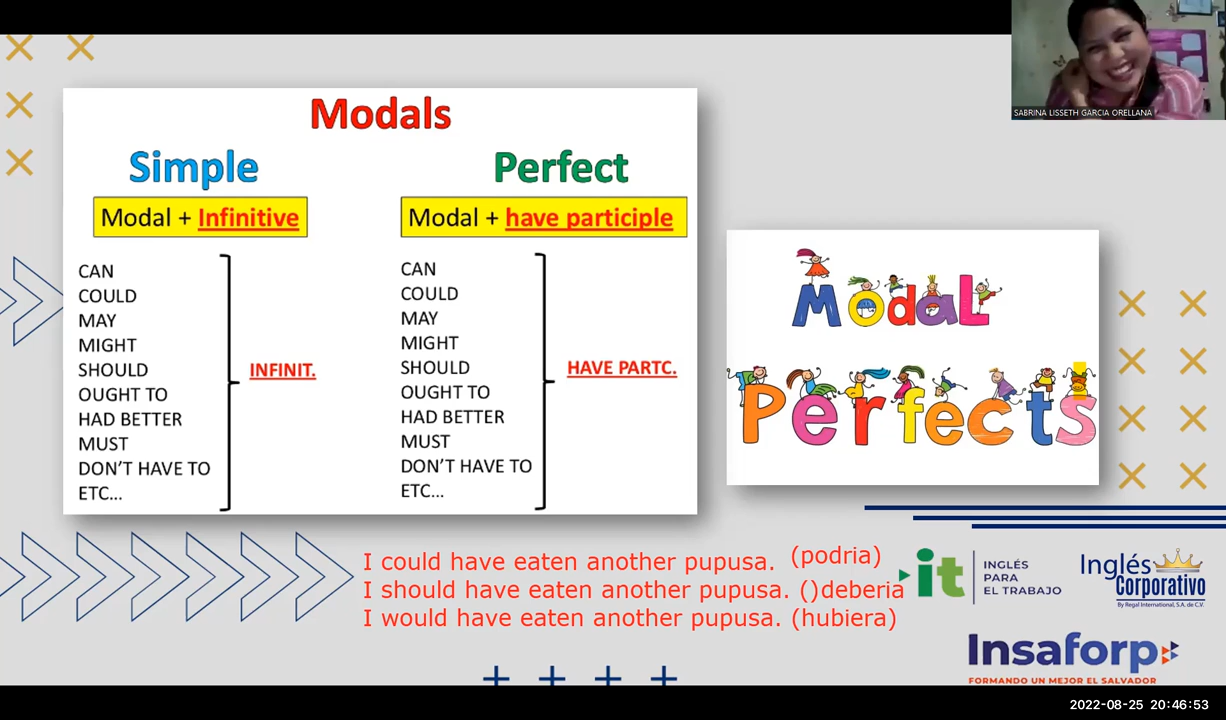 SABRINA LISSETH GARCIA ORELLANA
Modals
Simple
Modal + Infinitive
CAN
COULD
MAY
MIGHT
SHOULD
OUGHT TO
HAD BETTER
MUST
DON'T HAVE TO
ETC...
INFINIT.
Perfect
Modal + have participle
CAN
COULD
MAY
MIGHT
SHOULD
OUGHT TO
HAD BETTER
MUST
DON'T HAVE TO
ETC...
HAVE PARTC.
Modal
Perfects
I could have eaten another pupusa. (podria)
I should have eaten another pupusa. ()deberia
I would have eaten another pupusa. (hubiera)
it
INGLÉS
PARA
EL TRABAJO
Inglés
Corporativo
By Regal International, S.A. de C.V.
Insaforp
FORMANDO UN MEJOR EL SALVADOR
2022-08-25 20:46:53